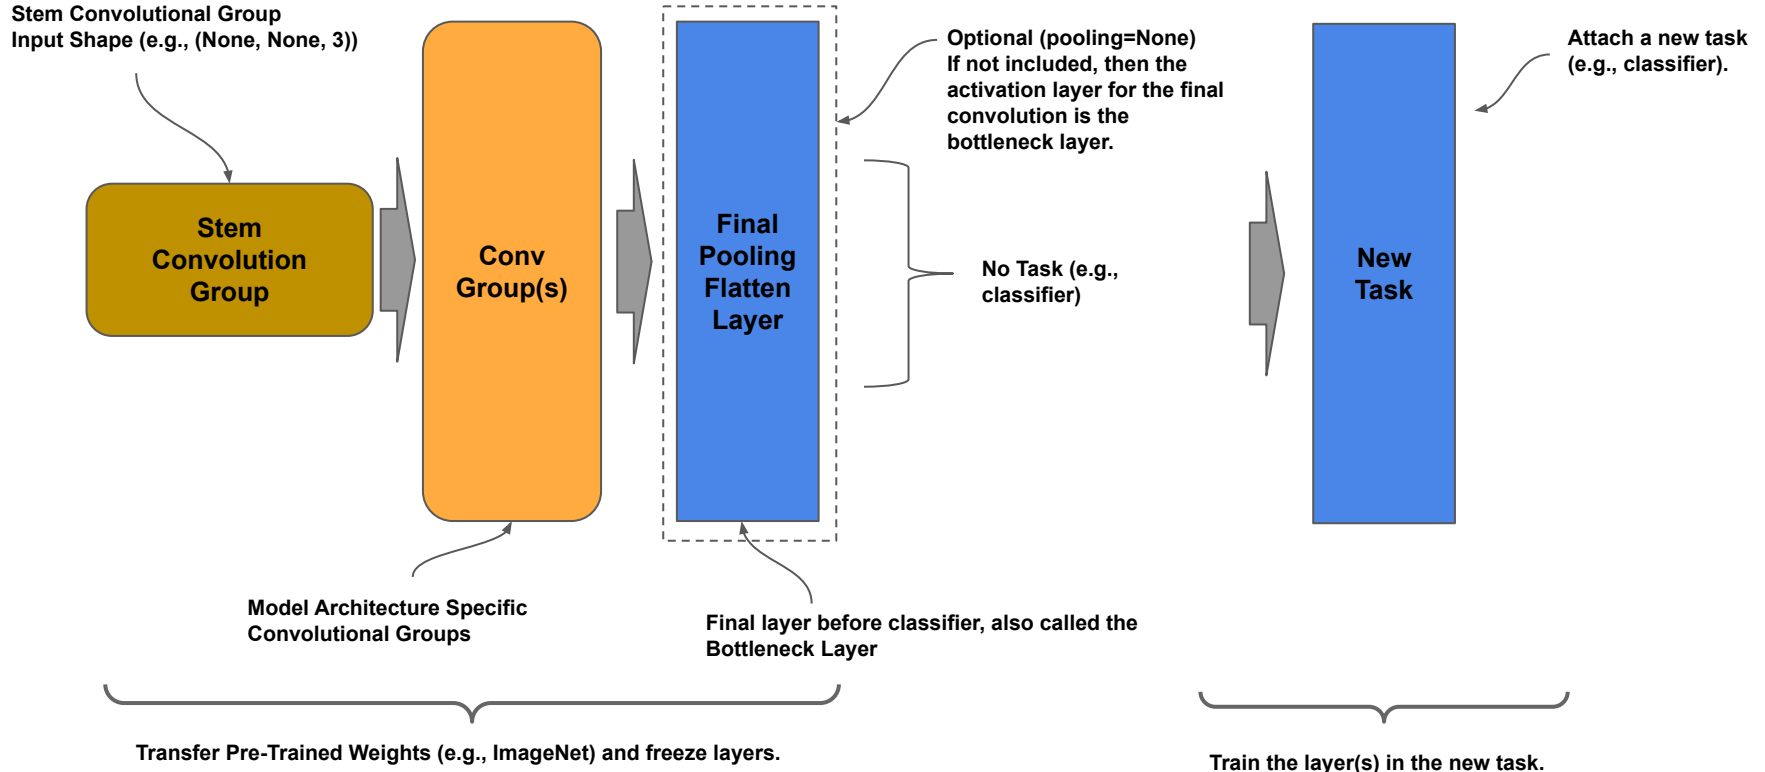 Stem Convolutional Group
Input Shape (e.g., (None, None, 3))
Optional (pooling=None)
If not included, then the
activation layer for the final
convolution is the
bottleneck layer.
Attach a new task
(e.g., classifier).
Stem
Convolution
Group
Conv
Group(s)
Final
Pooling
Flatten
Layer
No Task (e.g.,
classifier)
New
Task
Model Architecture Specific
Convolutional Groups
Final layer before classifier, also called the
Bottleneck Layer
Transfer Pre-Trained Weights (e.g., ImageNet) and freeze layers.
Train the layer(s) in the new task.